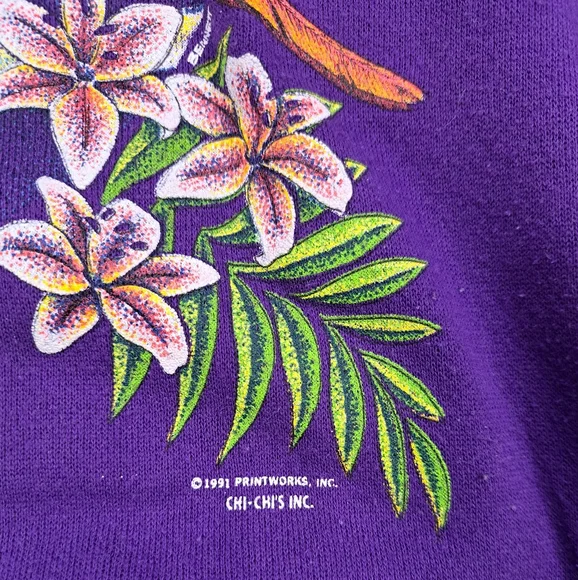 © 1991 PRINTWORKS, INC.
CHI-CHI'S INC.